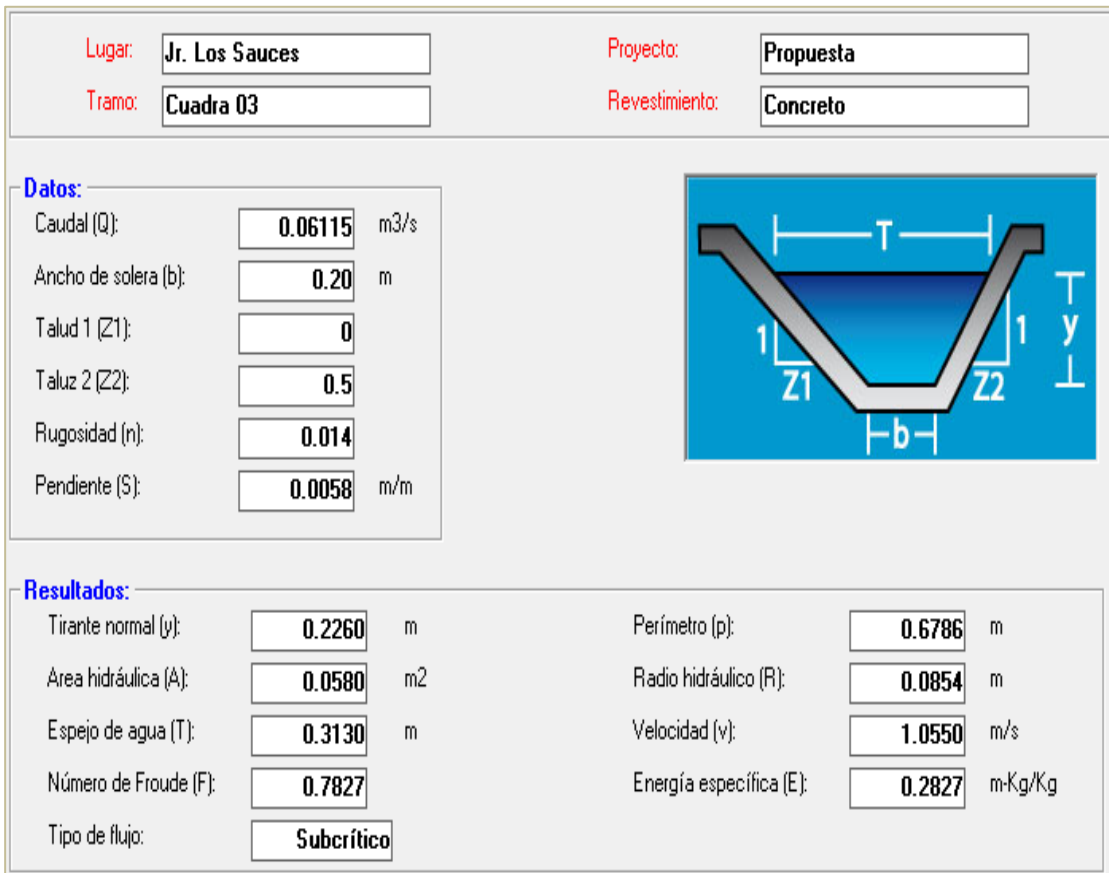 Lugar: Jr. Los Sauces Proyecto: Propuesta
Tramo: Cuadra 03 Revestimiento: Concreto
Datos:
Caudal (Q): 0.06115 m3/s
Ancho de solera (b): 0.20 m
Talud 1 (Z1): 0
Taluz 2 (Z2): 0.5
Rugosidad (n): 0.014
Pendiente (S): 0.0058 m/m
T
1 1 y
Z1 Z2
b
Resultados:
Tirante normal (y): 0.2260 m Perímetro (p): 0.6786 m
Area hidráulica (A): 0.0580 m2 Radio hidráulico (R): 0.0854 m
Espejo de agua (T): 0.3130 m Velocidad (v): 1.0550 m/s
Número de Froude (F): 0.7827 Energía específica (E): 0.2827 m-Kg/Kg
Tipo de flujo: Subcrítico